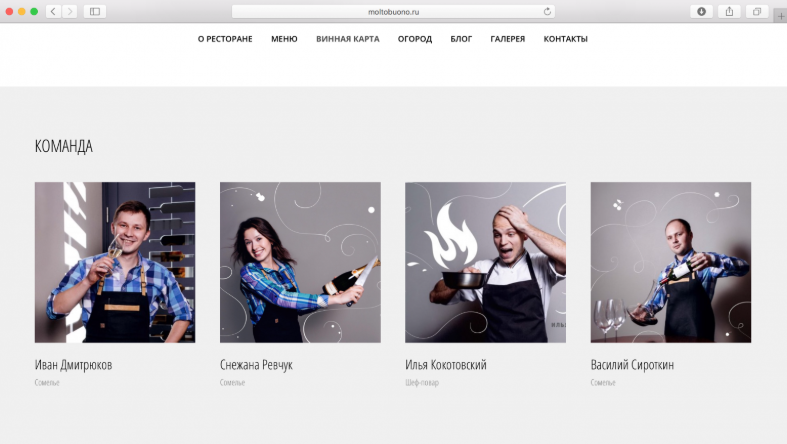 moltobuono.ru
О РЕСТОРАНЕ МЕНЮ ВИННАЯ КАРТА ОГОРОД БЛОГ ГАЛЕРЕЯ КОНТАКТЫ
КОМАНДА
Иван Дмитрюков Снежана Ревчук Илья Кокотовский Василий Сироткин
Сомелье Сомелье Шеф-повар Сомелье